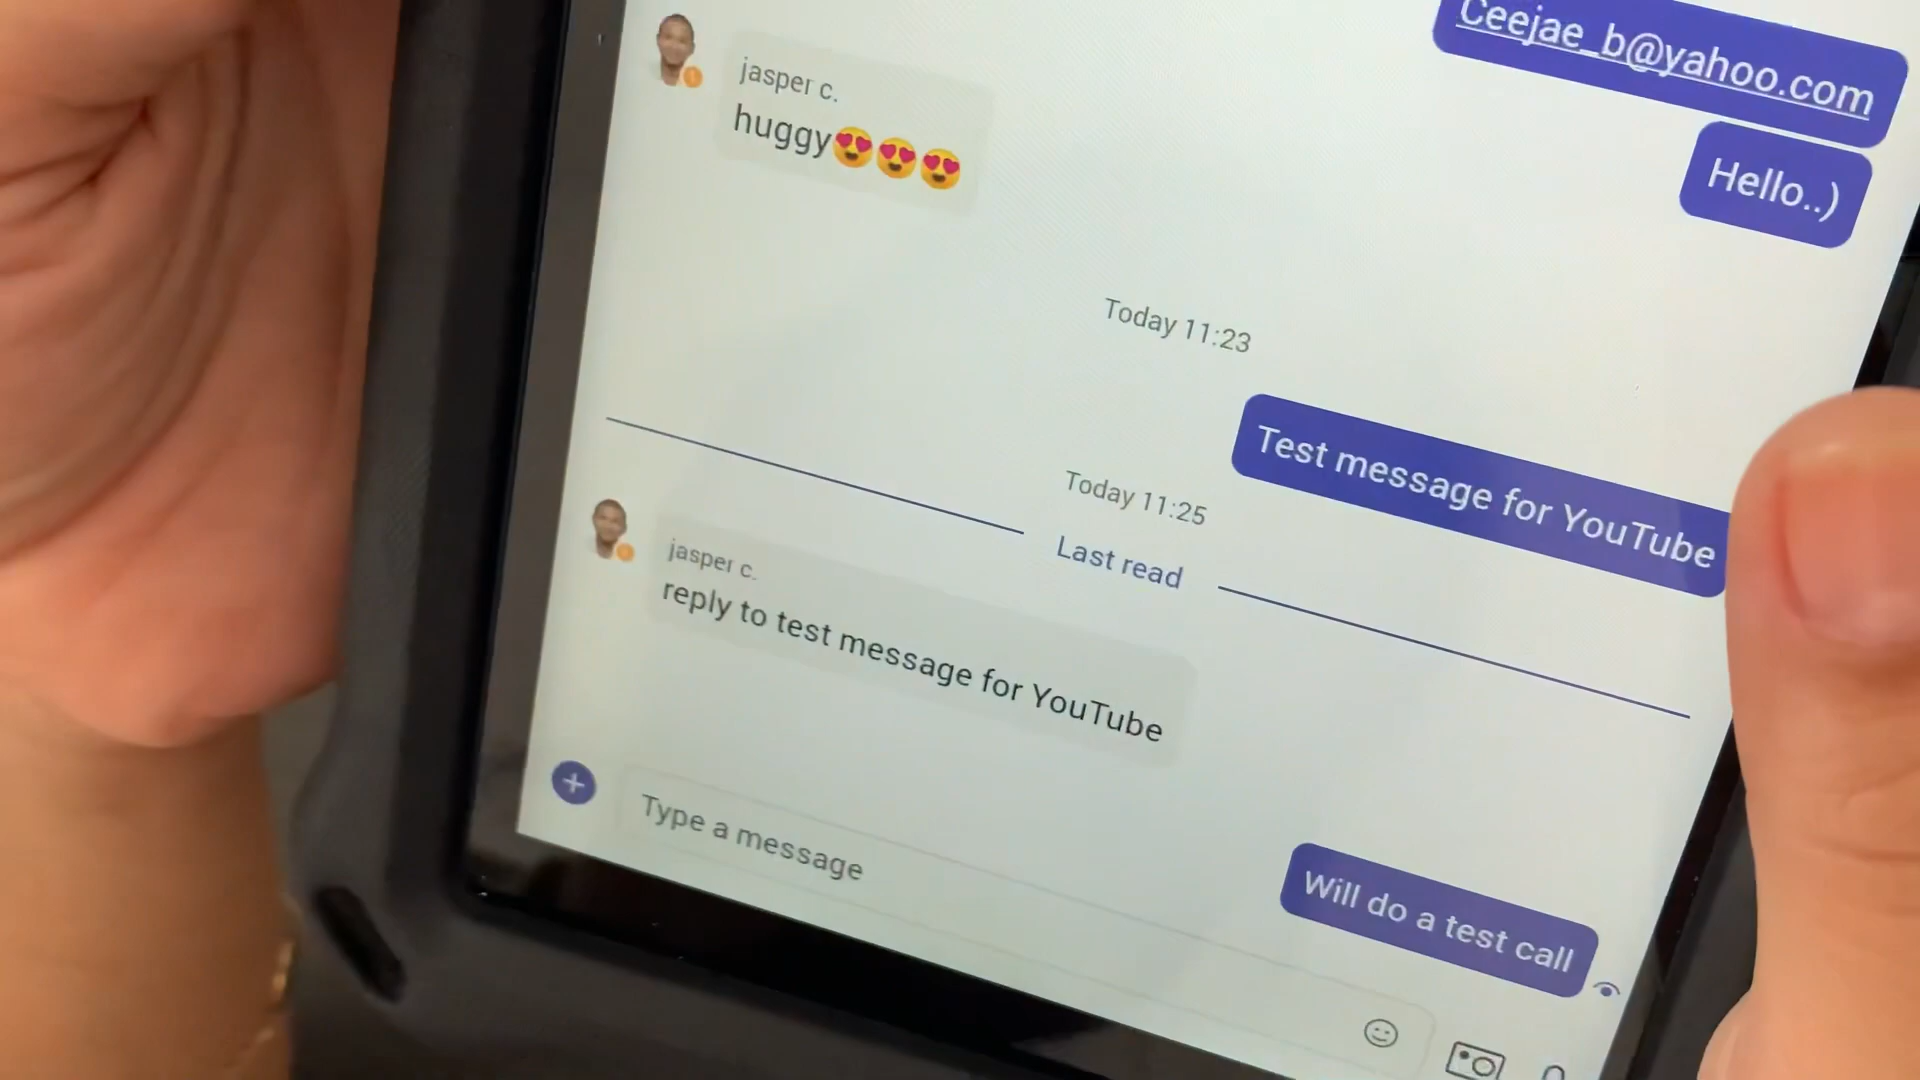 Ceejae_b@yahoo.com
jasper c.
huggy😍😍😍
Hello..)
Today 11:23
Test message for YouTube
Today 11:25
Last read
jasper c.
reply to test message for YouTube
Will do a test call
Type a message